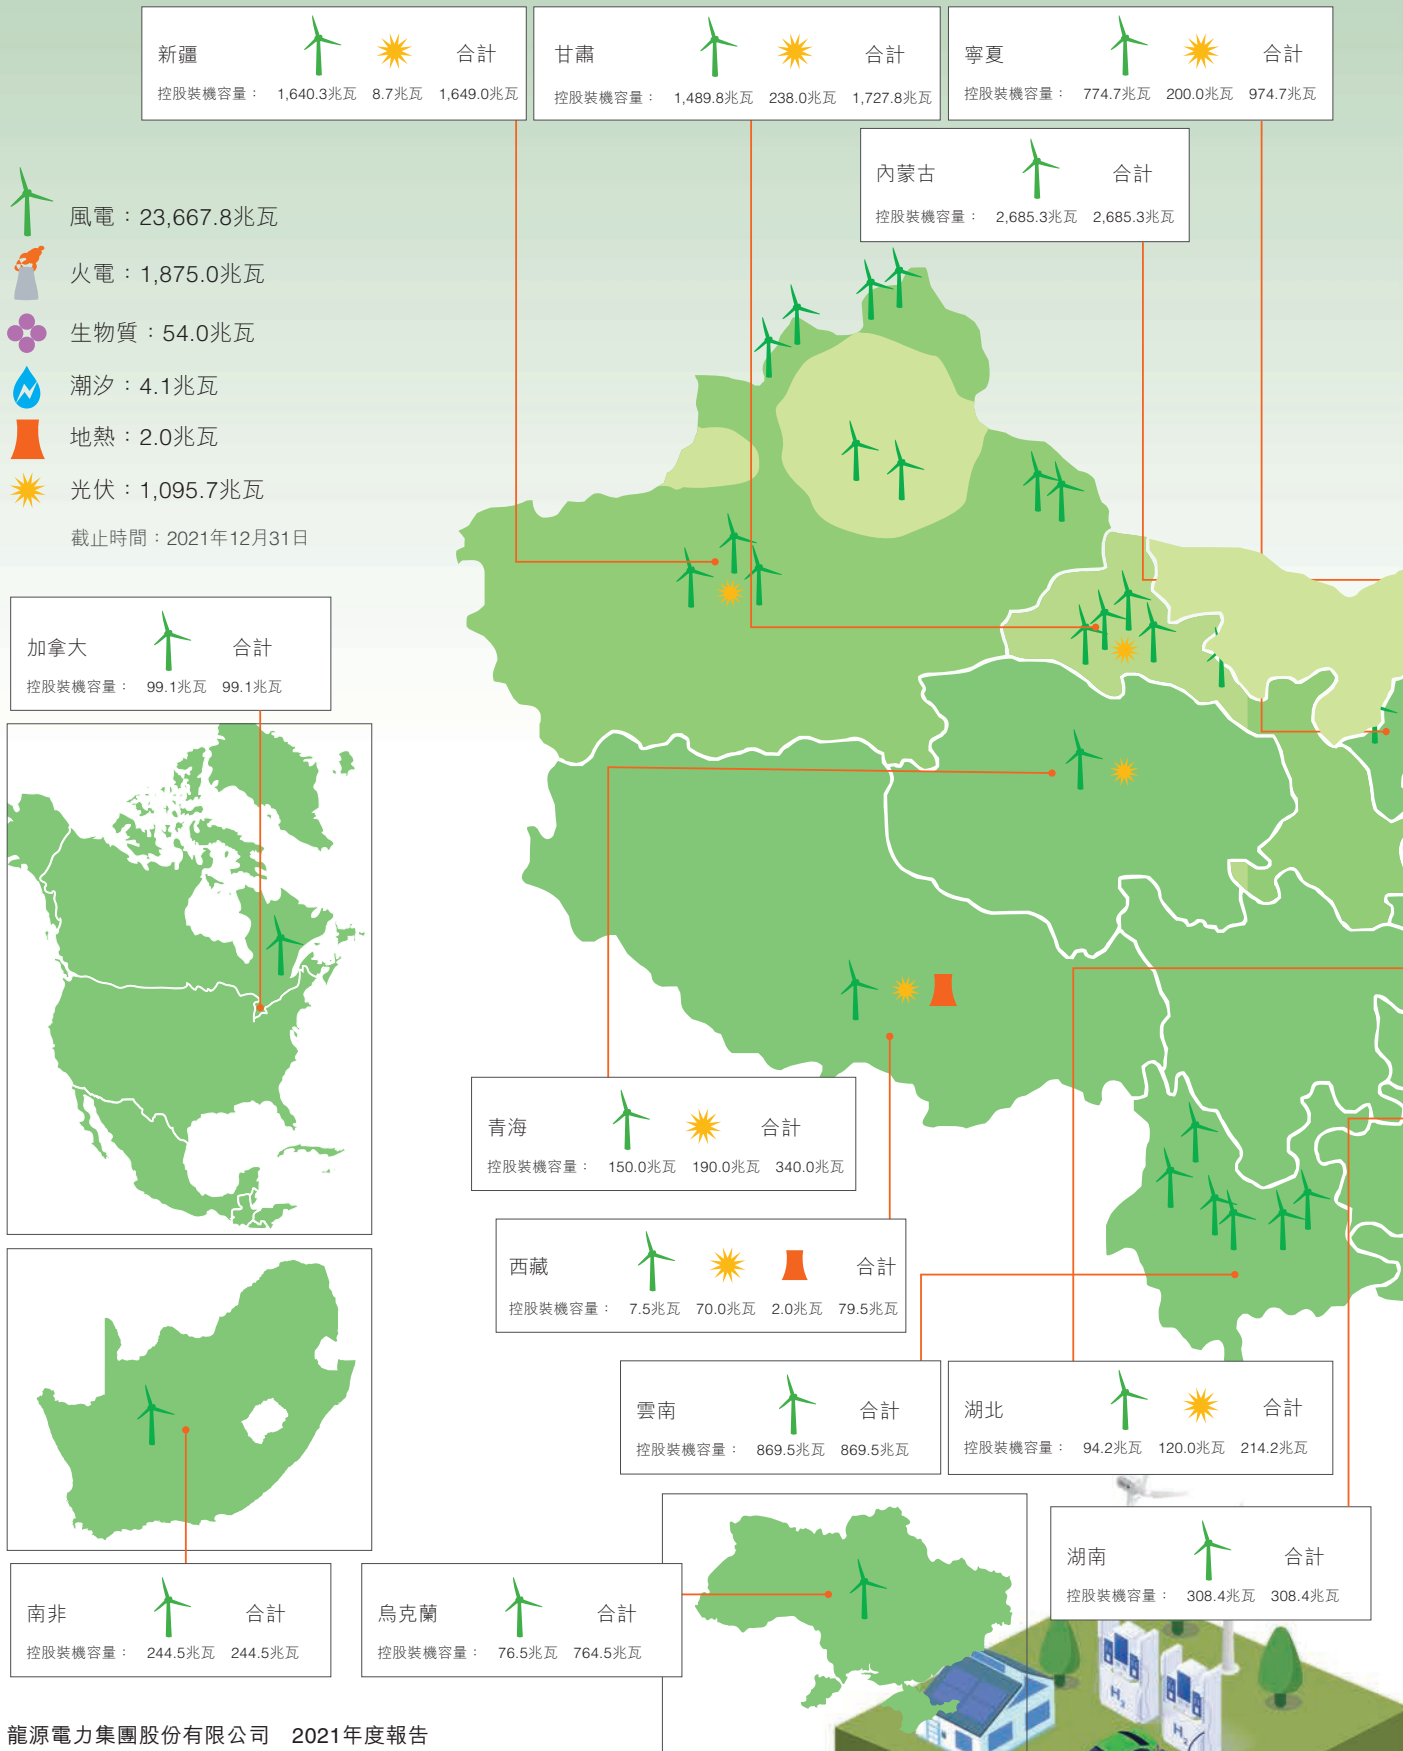 新疆 合計
控股裝機容量： 1,640.3兆瓦 8.7兆瓦 1,649.0兆瓦
甘肅 合計
控股裝機容量： 1,489.8兆瓦 238.0兆瓦 1,727.8兆瓦
寧夏 合計
控股裝機容量： 774.7兆瓦 200.0兆瓦 974.7兆瓦
內蒙古 合計
控股裝機容量： 2,685.3兆瓦 2,685.3兆瓦
風電：23,667.8兆瓦
火電：1,875.0兆瓦
生物質：54.0兆瓦
潮汐：4.1兆瓦
地熱：2.0兆瓦
光伏：1,095.7兆瓦
截止時間：2021年12月31日
加拿大 合計
控股裝機容量： 99.1兆瓦 99.1兆瓦
青海 合計
控股裝機容量： 150.0兆瓦 190.0兆瓦 340.0兆瓦
西藏 合計
控股裝機容量： 7.5兆瓦 70.0兆瓦 2.0兆瓦 79.5兆瓦
雲南 合計
控股裝機容量： 869.5兆瓦 869.5兆瓦
湖北 合計
控股裝機容量： 94.2兆瓦 120.0兆瓦 214.2兆瓦
湖南 合計
控股裝機容量： 308.4兆瓦 308.4兆瓦
南非 合計
控股裝機容量： 244.5兆瓦 244.5兆瓦
烏克蘭 合計
控股裝機容量： 76.5兆瓦 764.5兆瓦
H2
H2
龍源電力集團股份有限公司 2021年度報告